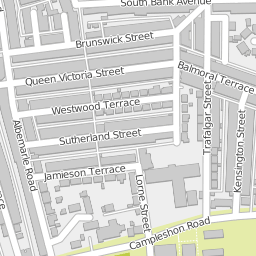 South Bank Avenue
Brunswick Street
Balmoral Terrace
Queen Victoria Street
Westwood Terrace
Trafalgar Street
Kensington Street
Albemarle Road
Sutherland Street
Jamieson Terrace
Lorne Street
Campleshon Road